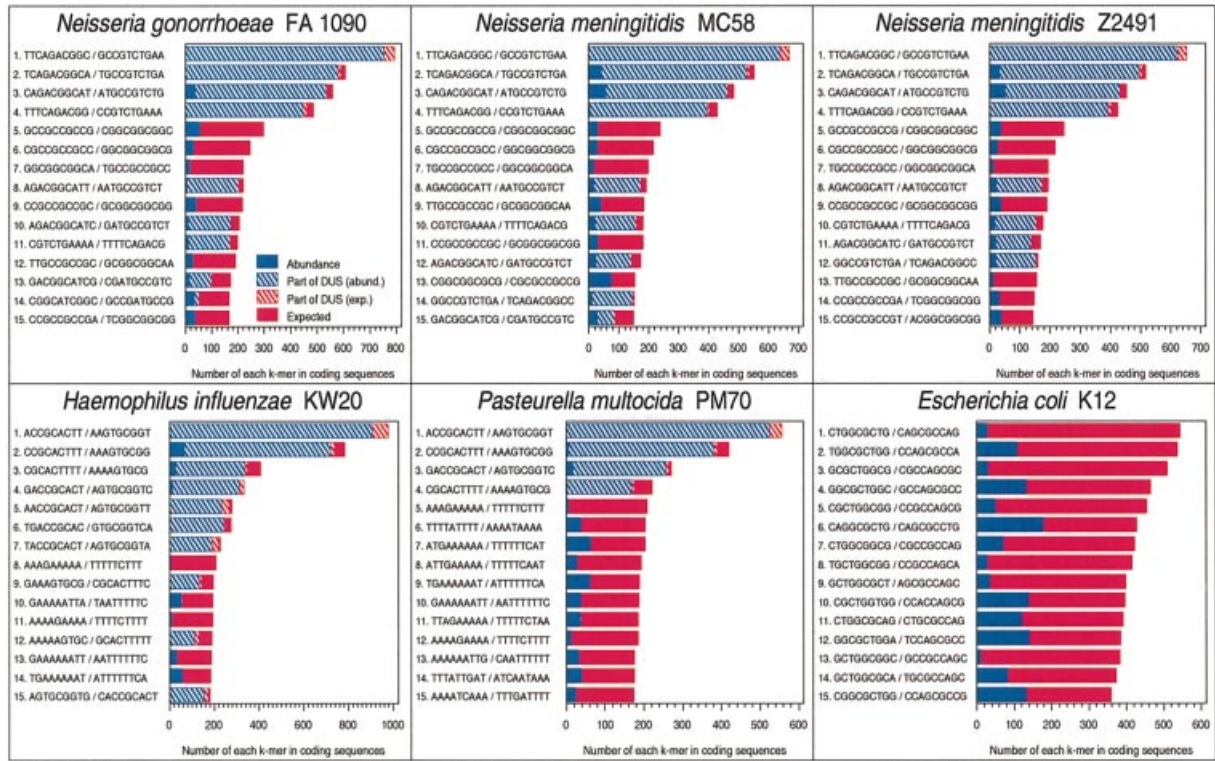 Neisseria gonorrhoeae FA 1090
1. TTCAGACGGC / GCCGTCTGAA
2. TCAGACGGCA / TGCCGTCTGA
3. CAGACGGCAT / ATGCCGTCTG
4. TTTCAGACGG / CCGTCTGAAA
5. GCCGCCGCCG / CGGCGGCGGC
6. CGCCGCCGCC / GGCGGCGGCG
7. GGCGGCGGCA / TGCCGCCGCC
8. AGACGGCATT / AATGCCGTCT
9. CCGCCGCCGC / GCGGCGGCGG
10. AGACGGCATC / GATGCCGTCT
11. CGTCTGAAAA / TTTTCAGACG
12. TTGCCGCCGC / GCGGCGGCAA
13. GACGGCATCG / CGATGCCGTC
14. CGGCATCGGC / GCCGATGCCG
15. CCGCCGCCGA / TCGGCGGCGG
Abundance
Part of DUS (abund.)
Part of DUS (exp.)
Expected
0 100 200 300 400 500 600 700 800
Number of each k-mer in coding sequences
Neisseria meningitidis MC58
1. TTCAGACGGC / GCCGTCTGAA
2. TCAGACGGCA / TGCCGTCTGA
3. CAGACGGCAT / ATGCCGTCTG
4. TTTCAGACGG / CCGTCTGAAA
5. GCCGCCGCCG / CGGCGGCGGC
6. CGCCGCCGCC / GGCGGCGGCG
7. TGCCGCCGCC / GGCGGCGGCA
8. AGACGGCATT / AATGCCGTCT
9. TTGCCGCCGC / GCGGCGGCAA
10. CGTCTGAAAA / TTTTCAGACG
11. CCGCCGCCGC / GCGGCGGCGG
12. AGACGGCATC / GATGCCGTCT
13. CGGCGGCGCG / CGCGCCGCCG
14. GGCCGTCTGA / TCAGACGGCC
15. GACGGCATCG / CGATGCCGTC
0 100 200 300 400 500 600 700
Number of each k-mer in coding sequences
Neisseria meningitidis Z2491
1. TTCAGACGGC / GCCGTCTGAA
2. TCAGACGGCA / TGCCGTCTGA
3. CAGACGGCAT / ATGCCGTCTG
4. TTTCAGACGG / CCGTCTGAAA
5. GCCGCCGCCG / CGGCGGCGGC
6. CGCCGCCGCC / GGCGGCGGCG
7. TGCCGCCGCC / GGCGGCGGCA
8. AGACGGCATT / AATGCCGTCT
9. CCGCCGCCGC / GCGGCGGCGG
10. CGTCTGAAAA / TTTTCAGACG
11. AGACGGCATC / GATGCCGTCT
12. GGCCGTCTGA / TCAGACGGCC
13. TTGCCGCCGC / GCGGCGGCAA
14. CCGCCGCCGA / TCGGCGGCGG
15. CCGCCGCCGT / ACGGCGGCGG
0 100 200 300 400 500 600 700
Number of each k-mer in coding sequences
Haemophilus influenzae KW20
1. ACCGCACTT / AAGTGCGGT
2. CCGCACTTT / AAAGTGCGG
3. CGCACTTTT / AAAAGTGCG
4. GACCGCACT / AGTGCGGTC
5. AACCGCACT / AGTGCGGTT
6. TGACCGCAC / GTGCGGTCA
7. TACCGCACT / AGTGCGGTA
8. AAAGAAAAA / TTTTTCTTT
9. GAAAGTGCG / CGCACTTTC
10. GAAAAATTA / TAATTTTTC
11. AAAAGAAAA / TTTTCTTTT
12. AAAAAGTGC / GCACTTTTT
13. GAAAAAATT / AATTTTTTC
14. TGAAAAAAT / ATTTTTTCA
15. AGTGCGGTG / CACCGCACT
0 200 400 600 800 1000
Number of each k-mer in coding sequences
Pasteurella multocida PM70
1. ACCGCACTT / AAGTGCGGT
2. CCGCACTTT / AAAGTGCGG
3. GACCGCACT / AGTGCGGTC
4. CGCACTTTT / AAAAGTGCG
5. AAAGAAAAA / TTTTTCTTT
6. TTTTATTTT / AAAATAAAA
7. ATGAAAAAA / TTTTTTCAT
8. ATTGAAAAA / TTTTTCAAT
9. TGAAAAAAT / ATTTTTTCA
10. GAAAAAATT / AATTTTTTC
11. TTAGAAAAA / TTTTTCTAA
12. AAAAGAAAA / TTTTCTTTT
13. AAAAAATTG / CAATTTTTT
14. TTTATTGAT / ATCAATAAA
15. AAAATCAAA / TTTGATTTT
0 100 200 300 400 500 600
Number of each k-mer in coding sequences
Escherichia coli K12
1. CTGGCGCTG / CAGCGCCAG
2. TGGCGCTGG / CCAGCGCCA
3. GCGCTGGCG / CGCCAGCGC
4. GGCGCTGGC / GCCAGCGCC
5. CGCTGGCGG / CCGCCAGCG
6. CAGGCGCTG / CAGCGCCTG
7. CTGGCGGCG / CGCCGCCAG
8. TGCTGGCGG / CCGCCAGCA
9. GCTGGCGCT / AGCGCCAGC
10. CGCTGGTGG / CCACCAGCG
11. CTGGCGCAG / CTGCGCCAG
12. GGCGCTGGA / TCCAGCGCC
13. GCTGGCGGC / GCCGCCAGC
14. GCTGGCGCA / TGCGCCAGC
15. CGGCGCTGG / CCAGCGCCG
0 100 200 300 400 500 600
Number of each k-mer in coding sequences